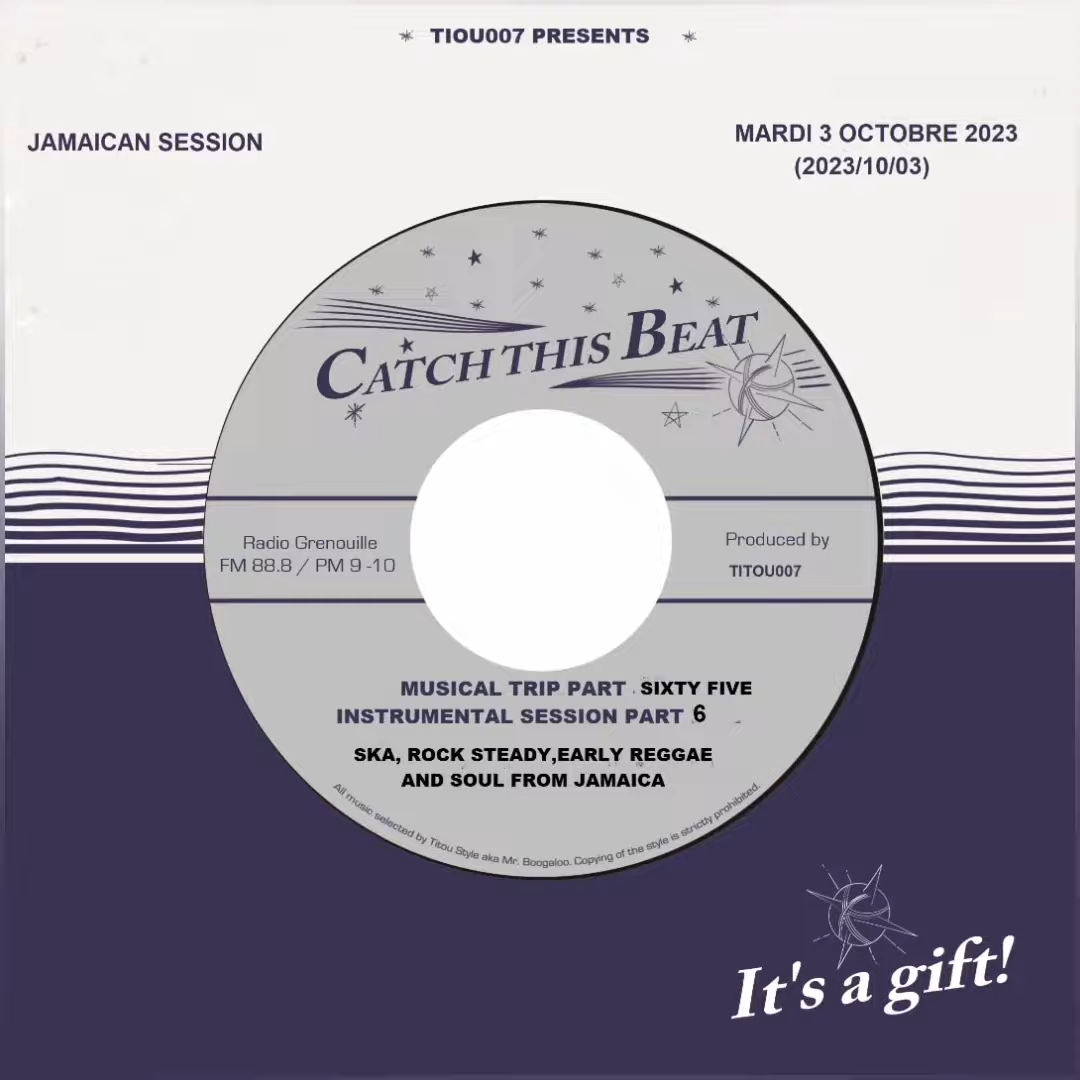 TIOU007 PRESENTS
JAMAICAN SESSION
MARDI 3 OCTOBRE 2023
(2023/10/03)
CATCH THIS BEAT
Radio Grenouille
FM 88.8 / PM 9 -10
Produced by
TITOU007
MUSICAL TRIP PART SIXTY FIVE
INSTRUMENTAL SESSION PART 6
SKA, ROCK STEADY,EARLY REGGAE
AND SOUL FROM JAMAICA
All music selected by Titou Style aka Mr. Boogaloo. Copying of the style is strictly prohibited.
It's a gift!